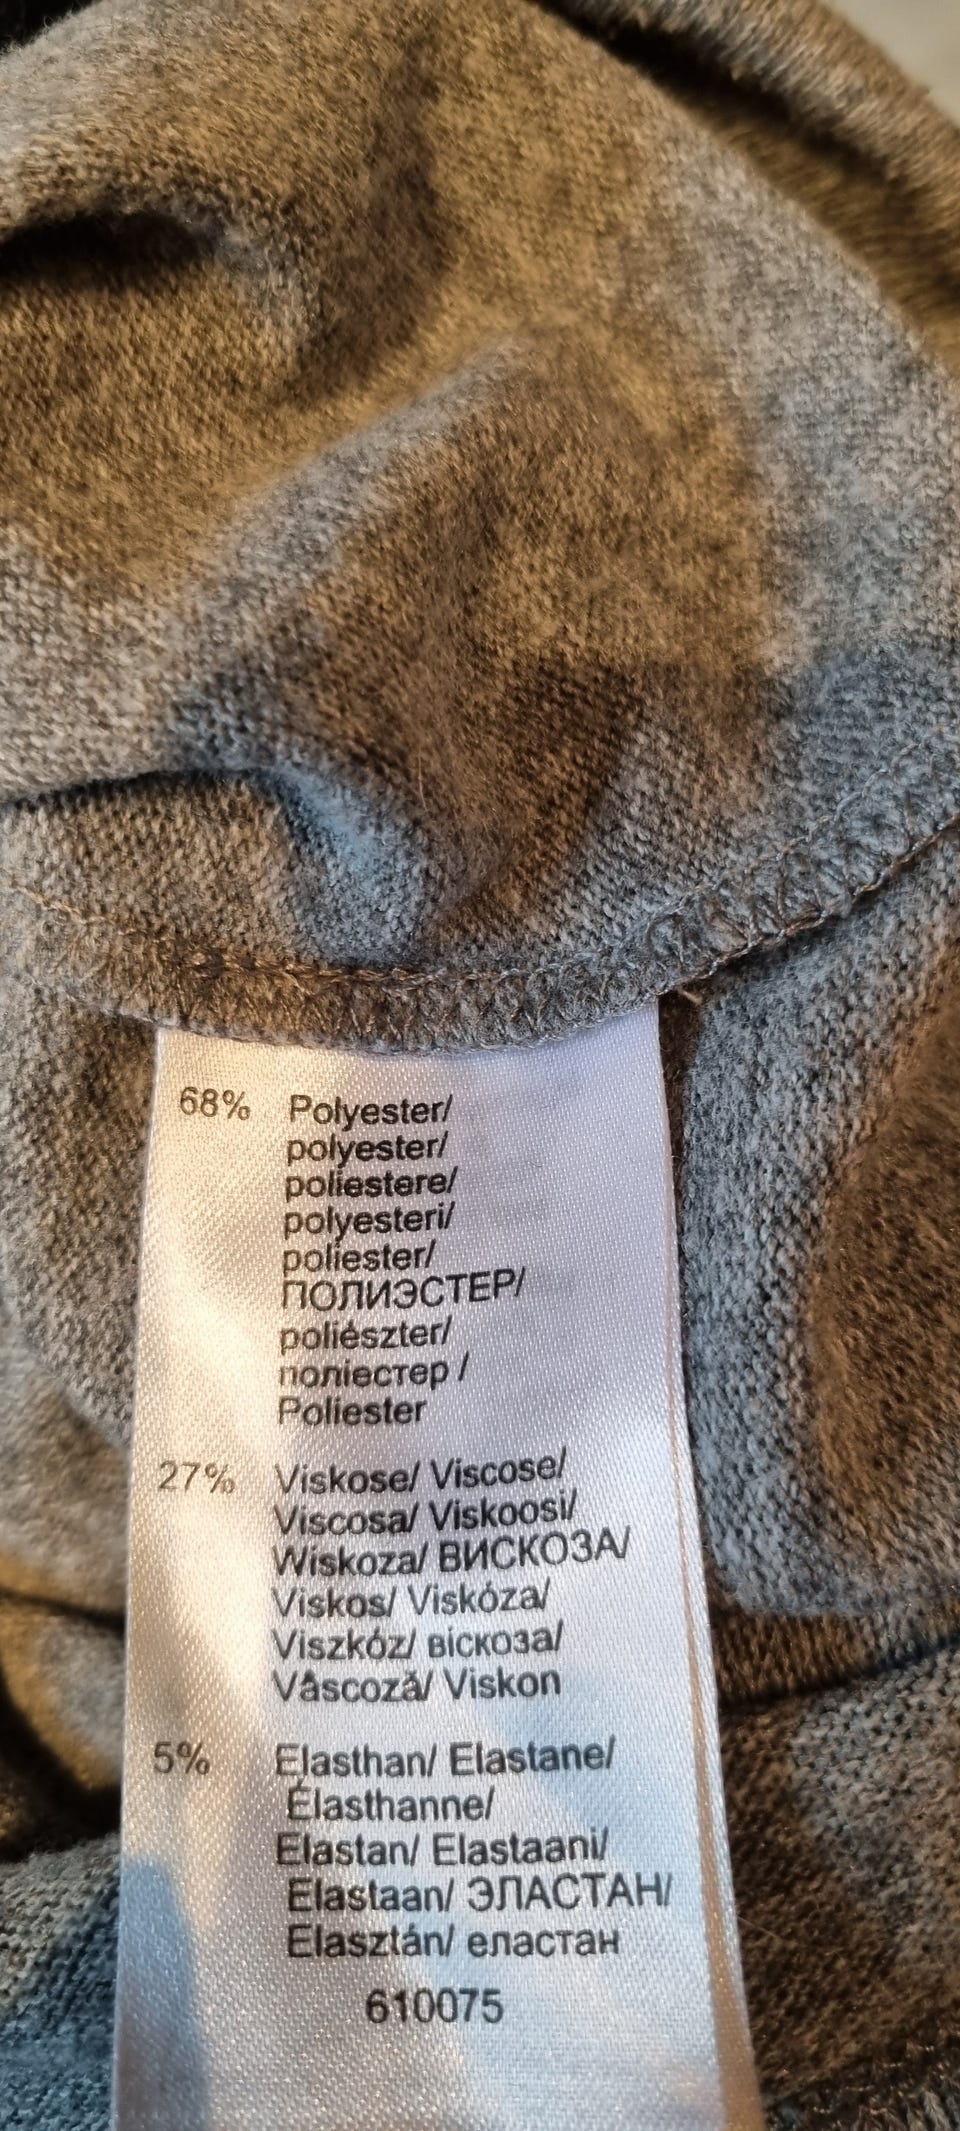 68% Polyester/
polyester/
poliestere/
polyesteri/
poliester/
ПОЛИЭСТЕР/
poliészter/
поліестер /
Poliester
27% Viskose/ Viscose/
Viscosa/ Viskoosi/
Wiskoza/ ВИСКОЗА/
Viskos/ Viskóza/
Viszkóz/ віскоза/
Vâscoză/ Viskon
5% Elasthan/ Elastane/
Élasthanne/
Elastan/ Elastaani/
Elastaan/ ЭЛАСТАН/
Elasztán/ еластан
610075